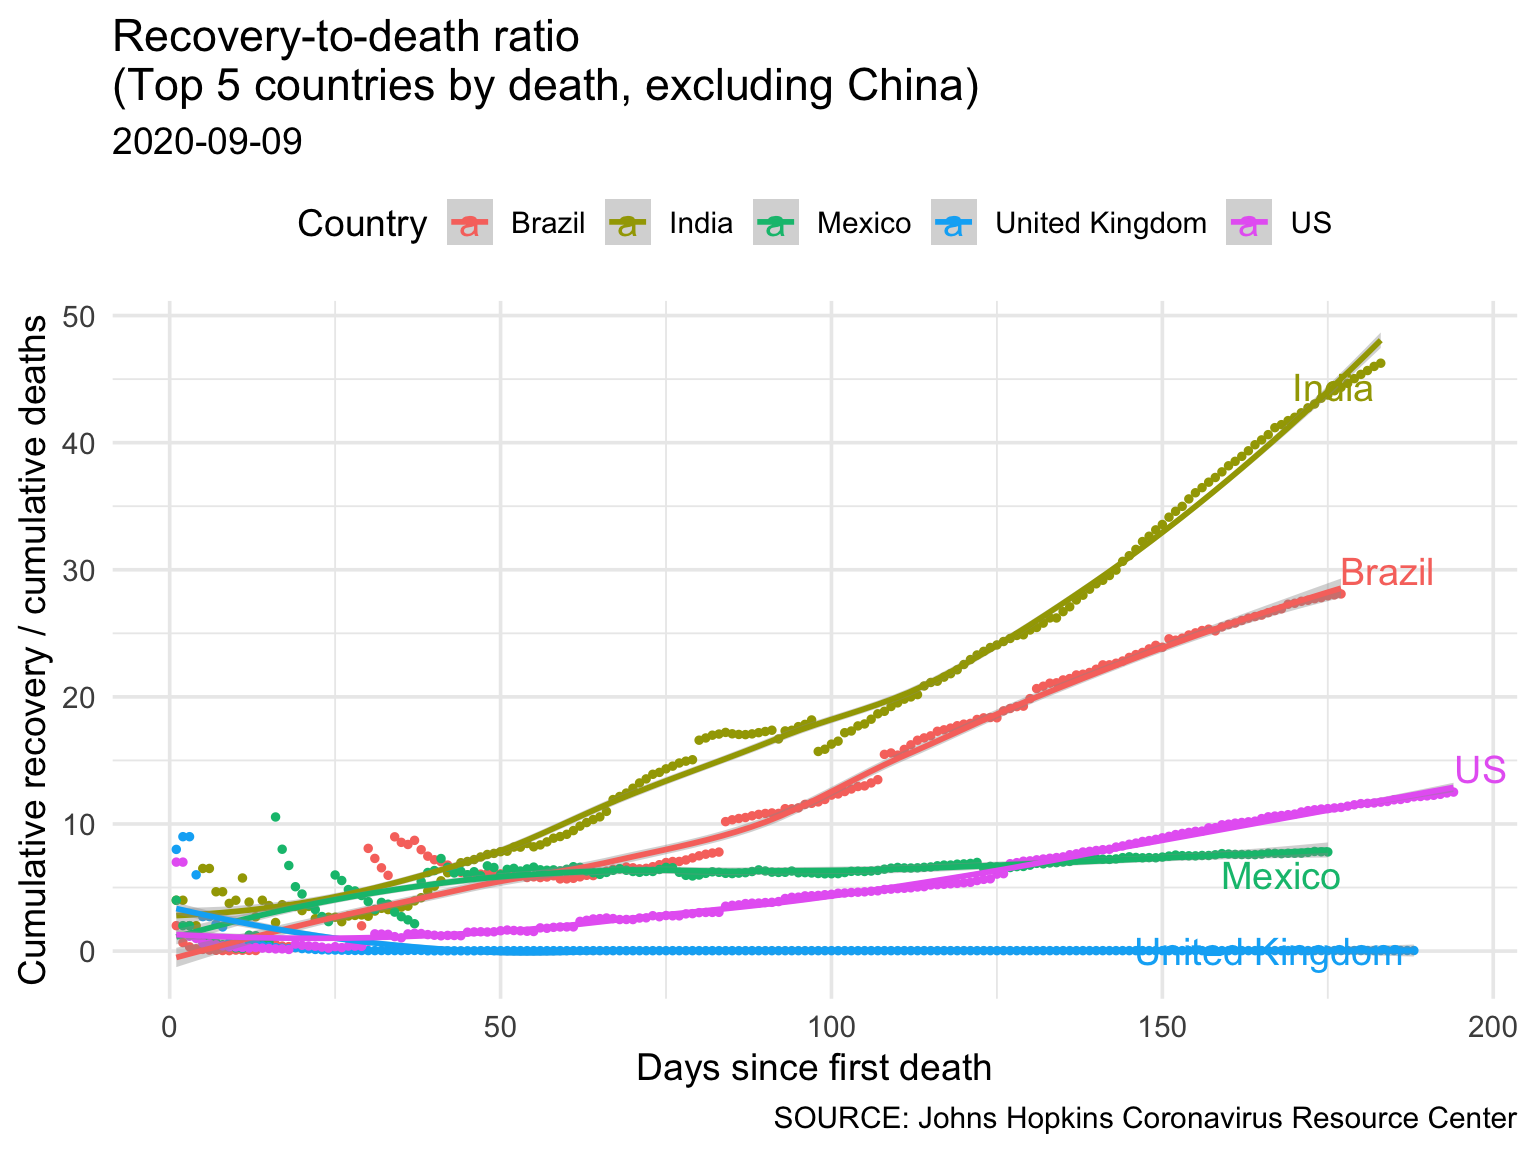 Recovery-to-death ratio
(Top 5 countries by death, excluding China)
2020-09-09
Country a Brazil a India a Mexico a United Kingdom a US
Cumulative recovery / cumulative deaths
50
40
30
20
10
0
India
Brazil
US
Mexico
United Kingdom
0 50 100 150 200
Days since first death
SOURCE: Johns Hopkins Coronavirus Resource Center